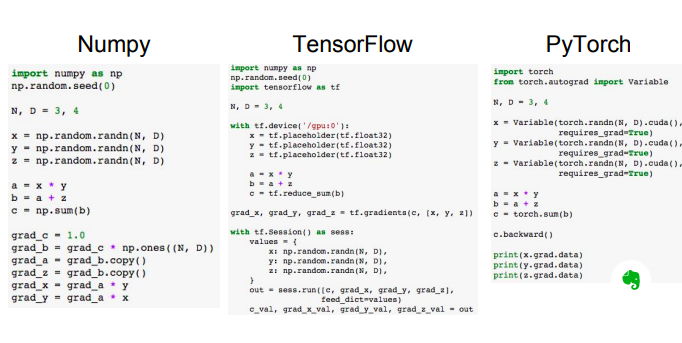 Numpy
import numpy as np
np.random.seed(0)
N, D = 3, 4
x = np.random.randn(N, D)
y = np.random.randn(N, D)
z = np.random.randn(N, D)
a = x * y
b = a + z
c = np.sum(b)
grad_c = 1.0
grad_b = grad_c * np.ones((N, D))
grad_a = grad_b.copy()
grad_z = grad_b.copy()
grad_x = grad_a * y
grad_y = grad_a * x
TensorFlow
import numpy as np
np.random.seed(0)
import tensorflow as tf
N, D = 3, 4
with tf.device('/gpu:0'):
x = tf.placeholder(tf.float32)
y = tf.placeholder(tf.float32)
z = tf.placeholder(tf.float32)
a = x * y
b = a + z
c = tf.reduce_sum(b)
grad_x, grad_y, grad_z = tf.gradients(c, [x, y, z])
with tf.Session() as sess:
values = {
x: np.random.randn(N, D),
y: np.random.randn(N, D),
z: np.random.randn(N, D),
}
out = sess.run([c, grad_x, grad_y, grad_z],
feed_dict=values)
c_val, grad_x_val, grad_y_val, grad_z_val = out
PyTorch
import torch
from torch.autograd import Variable
N, D = 3, 4
x = Variable(torch.randn(N, D).cuda(),
requires_grad=True)
y = Variable(torch.randn(N, D).cuda(),
requires_grad=True)
z = Variable(torch.randn(N, D).cuda(),
requires_grad=True)
a = x * y
b = a + z
c = torch.sum(b)
c.backward()
print(x.grad.data)
print(y.grad.data)
print(z.grad.data)